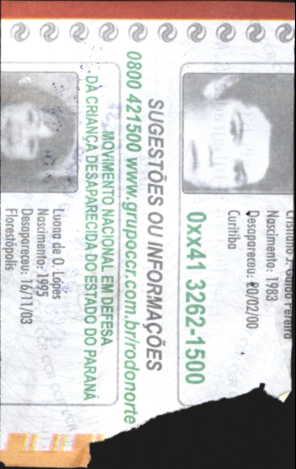 SUGESTÕES OU INFORMAÇÕES
0800 421500 www.grupoccr.com.br/rodonorte
Nascimento: 1983
Desapareceu: 20/02/00
Curitiba
0xx41 3262-1500
MOVIMENTO NACIONAL EM DEFESA
DA CRIANÇA DESAPARECIDA DO ESTADO DO PARANÁ
Luana de O. Lopes
Nascimento: 1995
Desapareceu: 16/11/03
Florestópolis